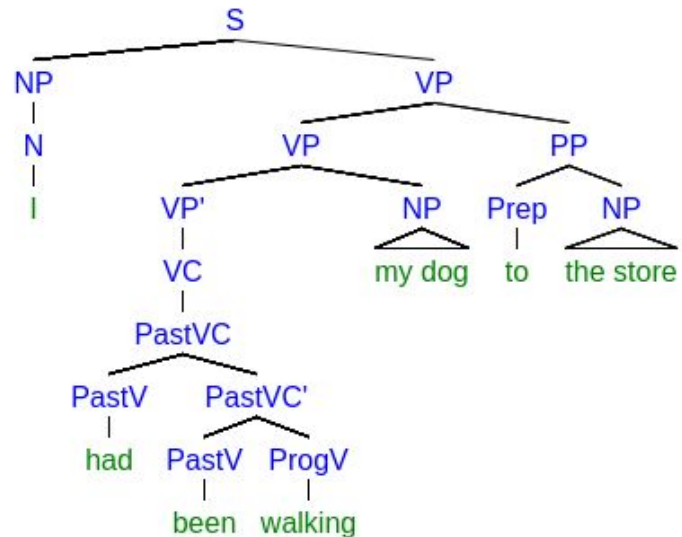 S
NP VP
N VP PP
I VP' NP Prep NP
VC my dog to the store
PastVC
PastV PastVC'
had PastV ProgV
been walking